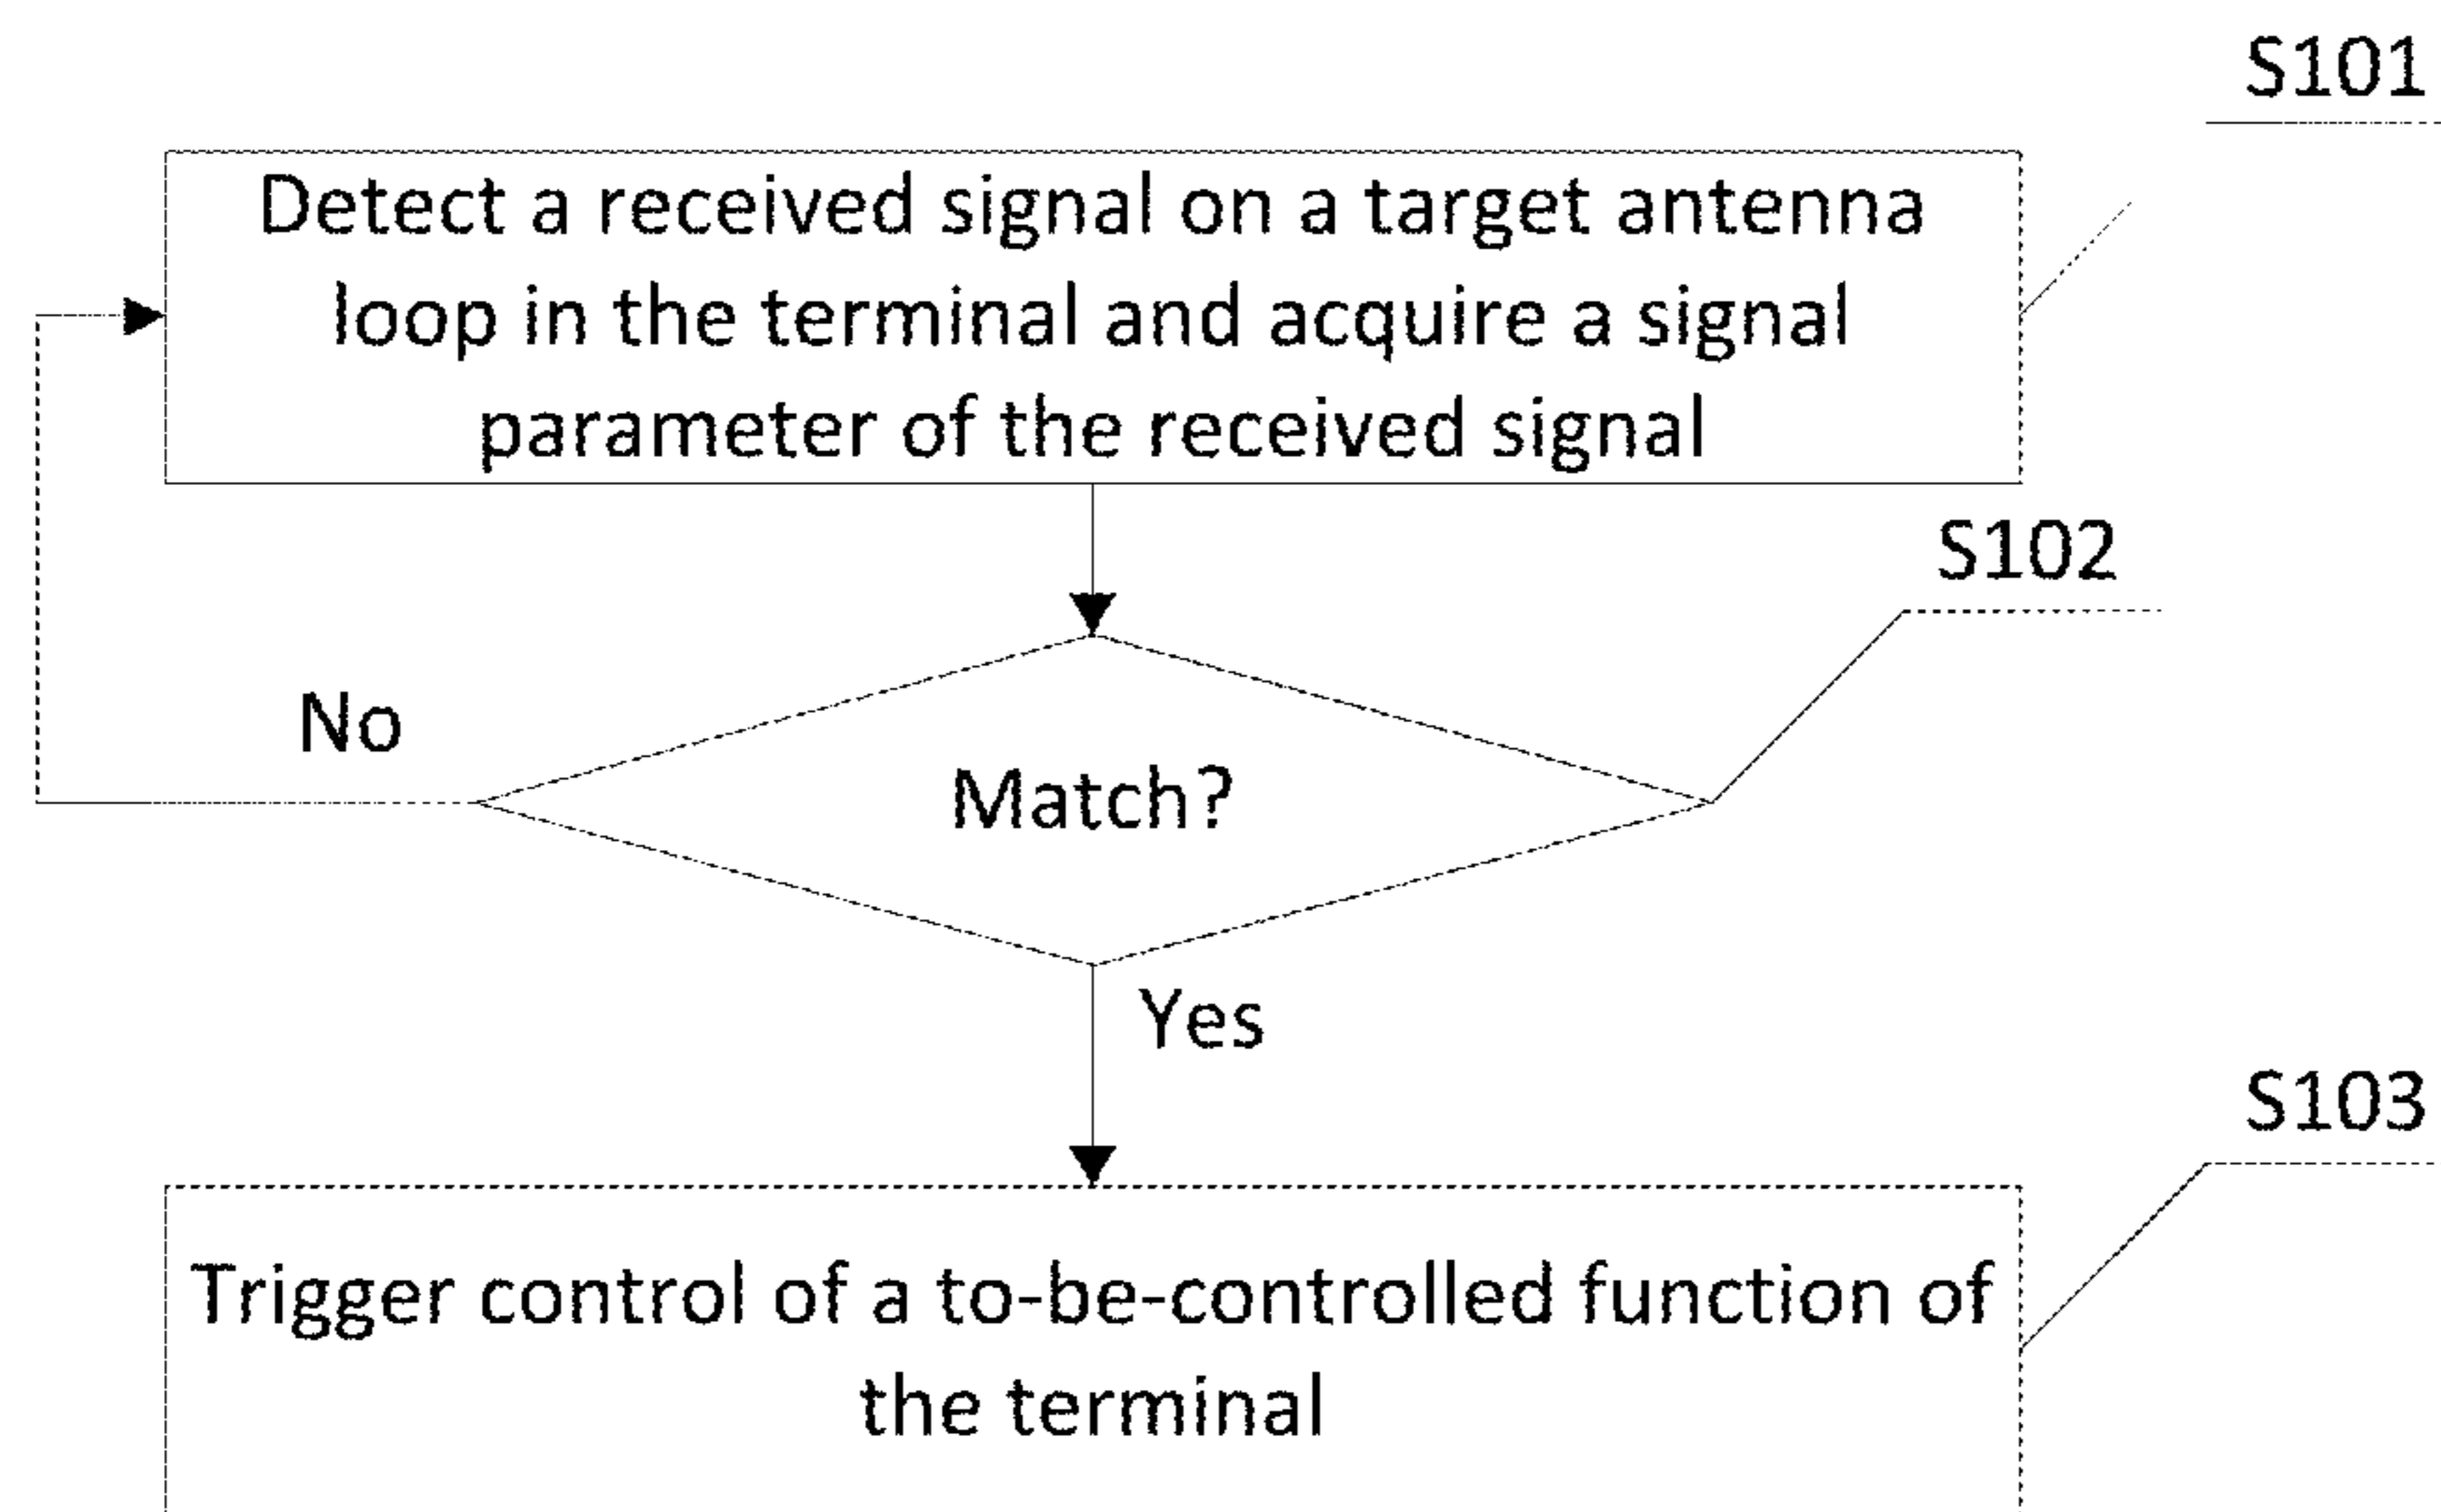 S101
Detect a received signal on a target antenna
loop in the terminal and acquire a signal
parameter of the received signal
S102
No
Match?
Yes
S103
Trigger control of a to-be-controlled function of
the terminal